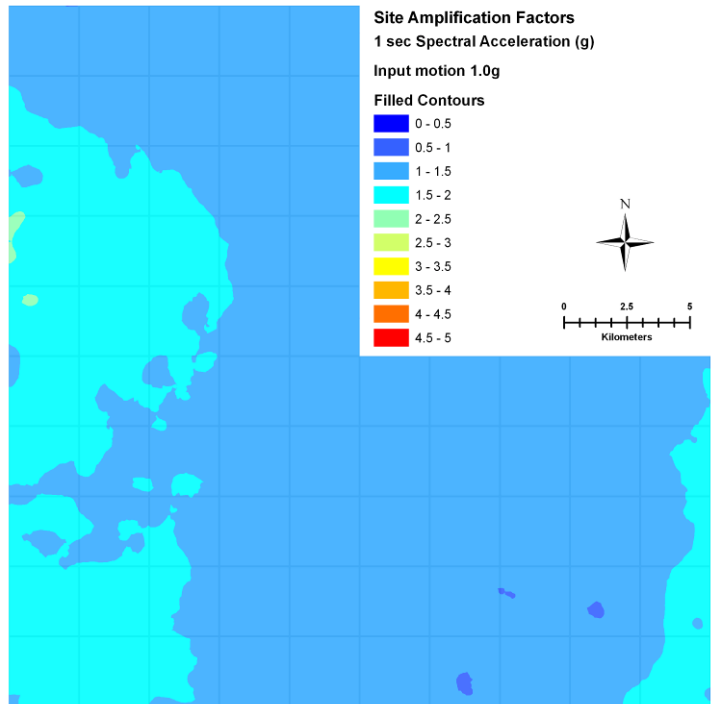 Site Amplification Factors
1 sec Spectral Acceleration (g)
Input motion 1.0g
Filled Contours
0 - 0.5
0.5 - 1
1 - 1.5
1.5 - 2
2 - 2.5
2.5 - 3
3 - 3.5
3.5 - 4
4 - 4.5
4.5 - 5
N
0 2.5 5
Kilometers